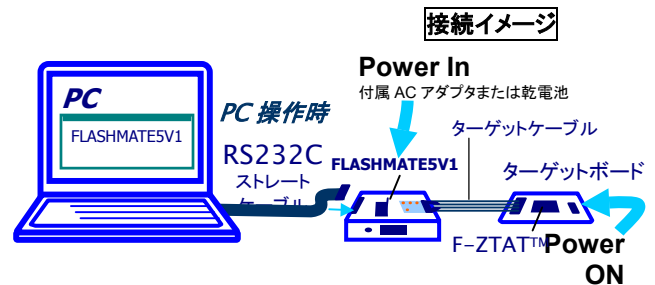 接続イメージ
Power In
付属 AC アダプタまたは乾電池
PC
FLASHMATE5V1
PC 操作時
RS232C
ストレート
ケーブル
FLASHMATE5V1
ターゲットケーブル
ターゲットボード
F-ZTAT™
Power
ON